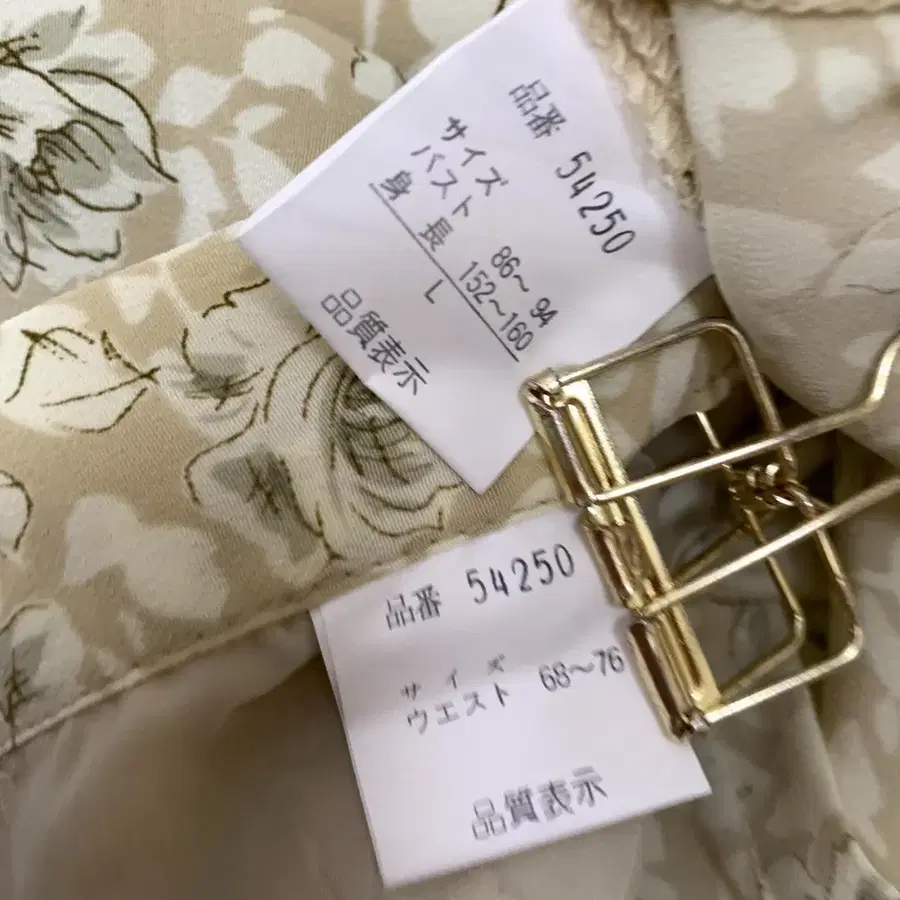 品番 54250
サイズ
バスト 86〜94
身長 152〜160
L
品質表示
品番 54250
サイズ
ウエスト 68〜76
品質表示